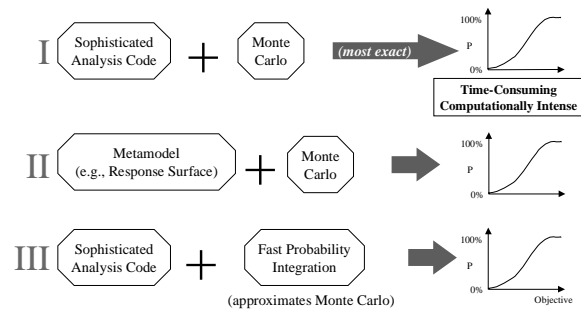 I
Sophisticated
Analysis Code
+
Monte
Carlo
(most exact)
100%
P
0%
Time-Consuming
Computationally Intense
II
Metamodel
(e.g., Response Surface)
+
Monte
Carlo
100%
P
0%
III
Sophisticated
Analysis Code
+
Fast Probability
Integration
(approximates Monte Carlo)
100%
P
0%
Objective